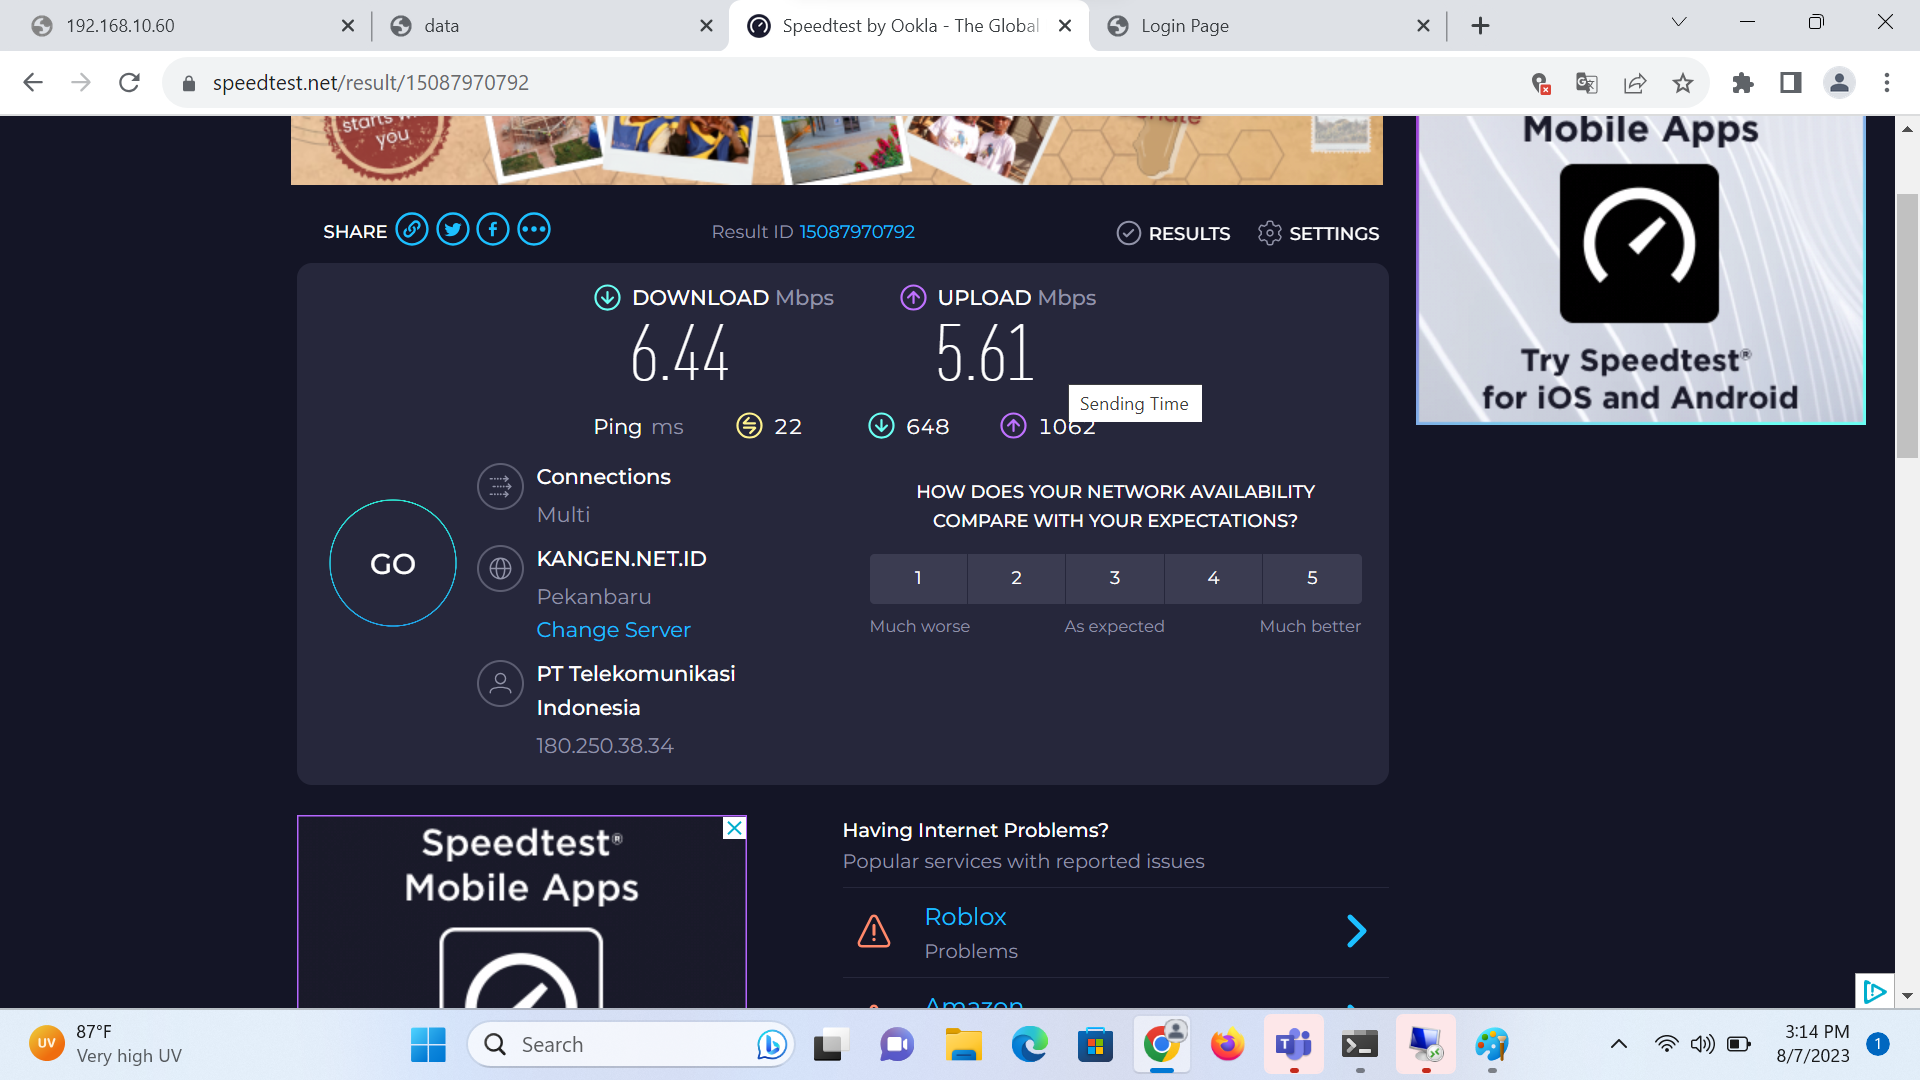 192.168.10.60
data
Speedtest by Ookla - The Global
Login Page
speedtest.net/result/15087970792
starts
you
Mobile Apps
Try Speedtest®
for iOS and Android
SHARE
Result ID 15087970792
RESULTS
SETTINGS
DOWNLOAD Mbps
6.44
UPLOAD Mbps
5.61
Sending Time
Ping ms
22
648
1062
GO
Connections
Multi
KANGEN.NET.ID
Pekanbaru
Change Server
PT Telekomunikasi
Indonesia
180.250.38.34
HOW DOES YOUR NETWORK AVAILABILITY
COMPARE WITH YOUR EXPECTATIONS?
1 2 3 4 5
Much worse As expected Much better
Speedtest®
Mobile Apps
Having Internet Problems?
Popular services with reported issues
Roblox
Problems
Amazon
UV
87°F
Very high UV
Search
3:14 PM
8/7/2023
1